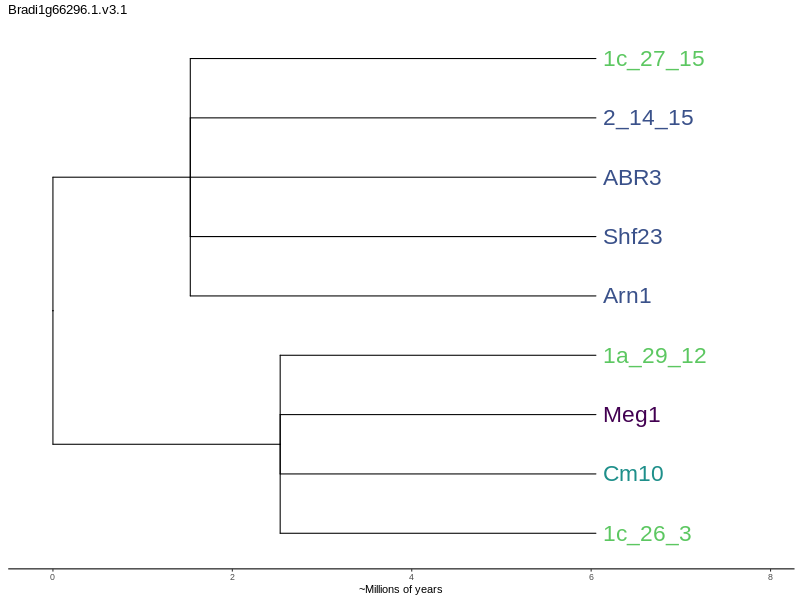 Bradi1g66296.1.v3.1
1c_27_15
2_14_15
ABR3
Shf23
Arn1
1a_29_12
Meg1
Cm10
1c_26_3
0 2 4 6 8
~Millions of years